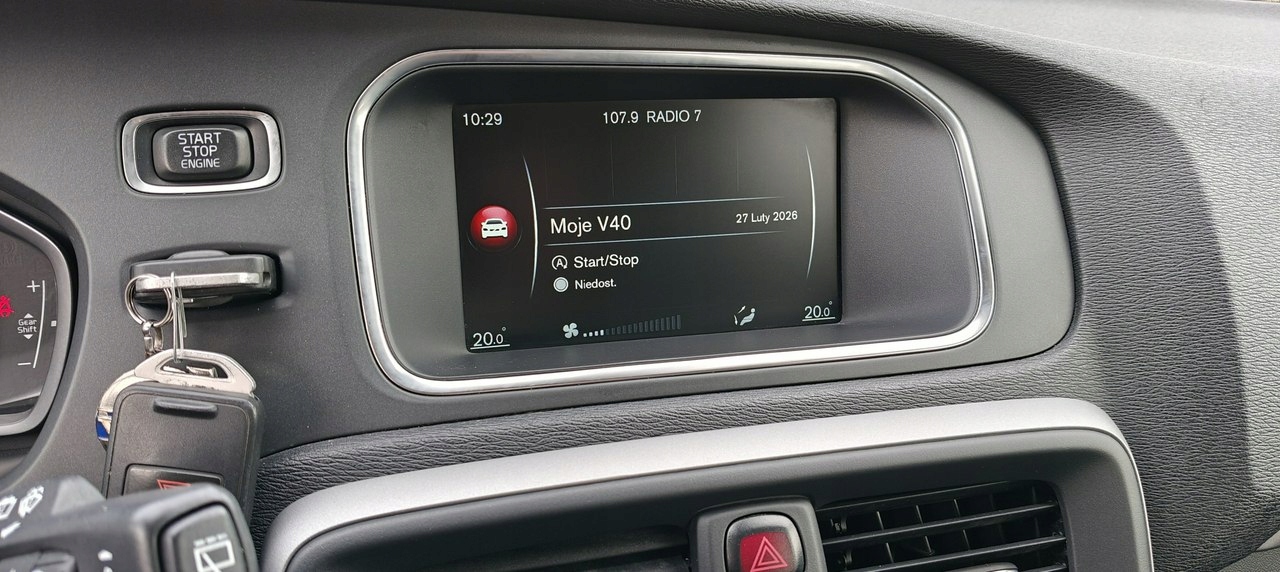 START
STOP
ENGINE
10:29
107.9 RADIO 7
Moje V40
27 Luty 2026
Start/Stop
Niedost.
20.0°
20.0°
+
Gear
Shift
−